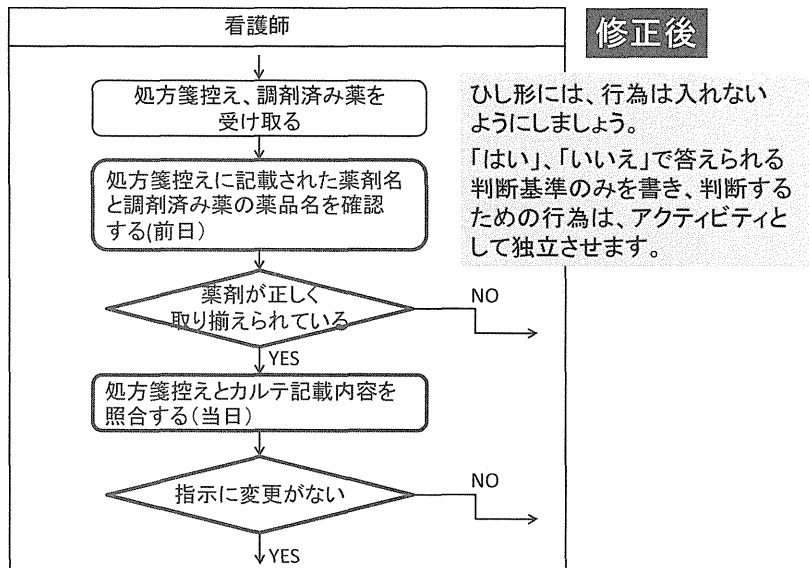 看護師
修正後
処方箋控え、調剤済み薬を
受け取る
ひし形には、行為は入れない
ようにしましょう。
「はい」、「いいえ」で答えられる
判断基準のみを書き、判断する
ための行為は、アクティビティと
して独立させます。
処方箋控えに記載された薬剤名
と調剤済み薬の薬品名を確認
する(前日）
薬剤が正しく
取り揃えられている
NO
YES
処方箋控えとカルテ記載内容を
照合する（当日）
指示に変更がない
NO
YES